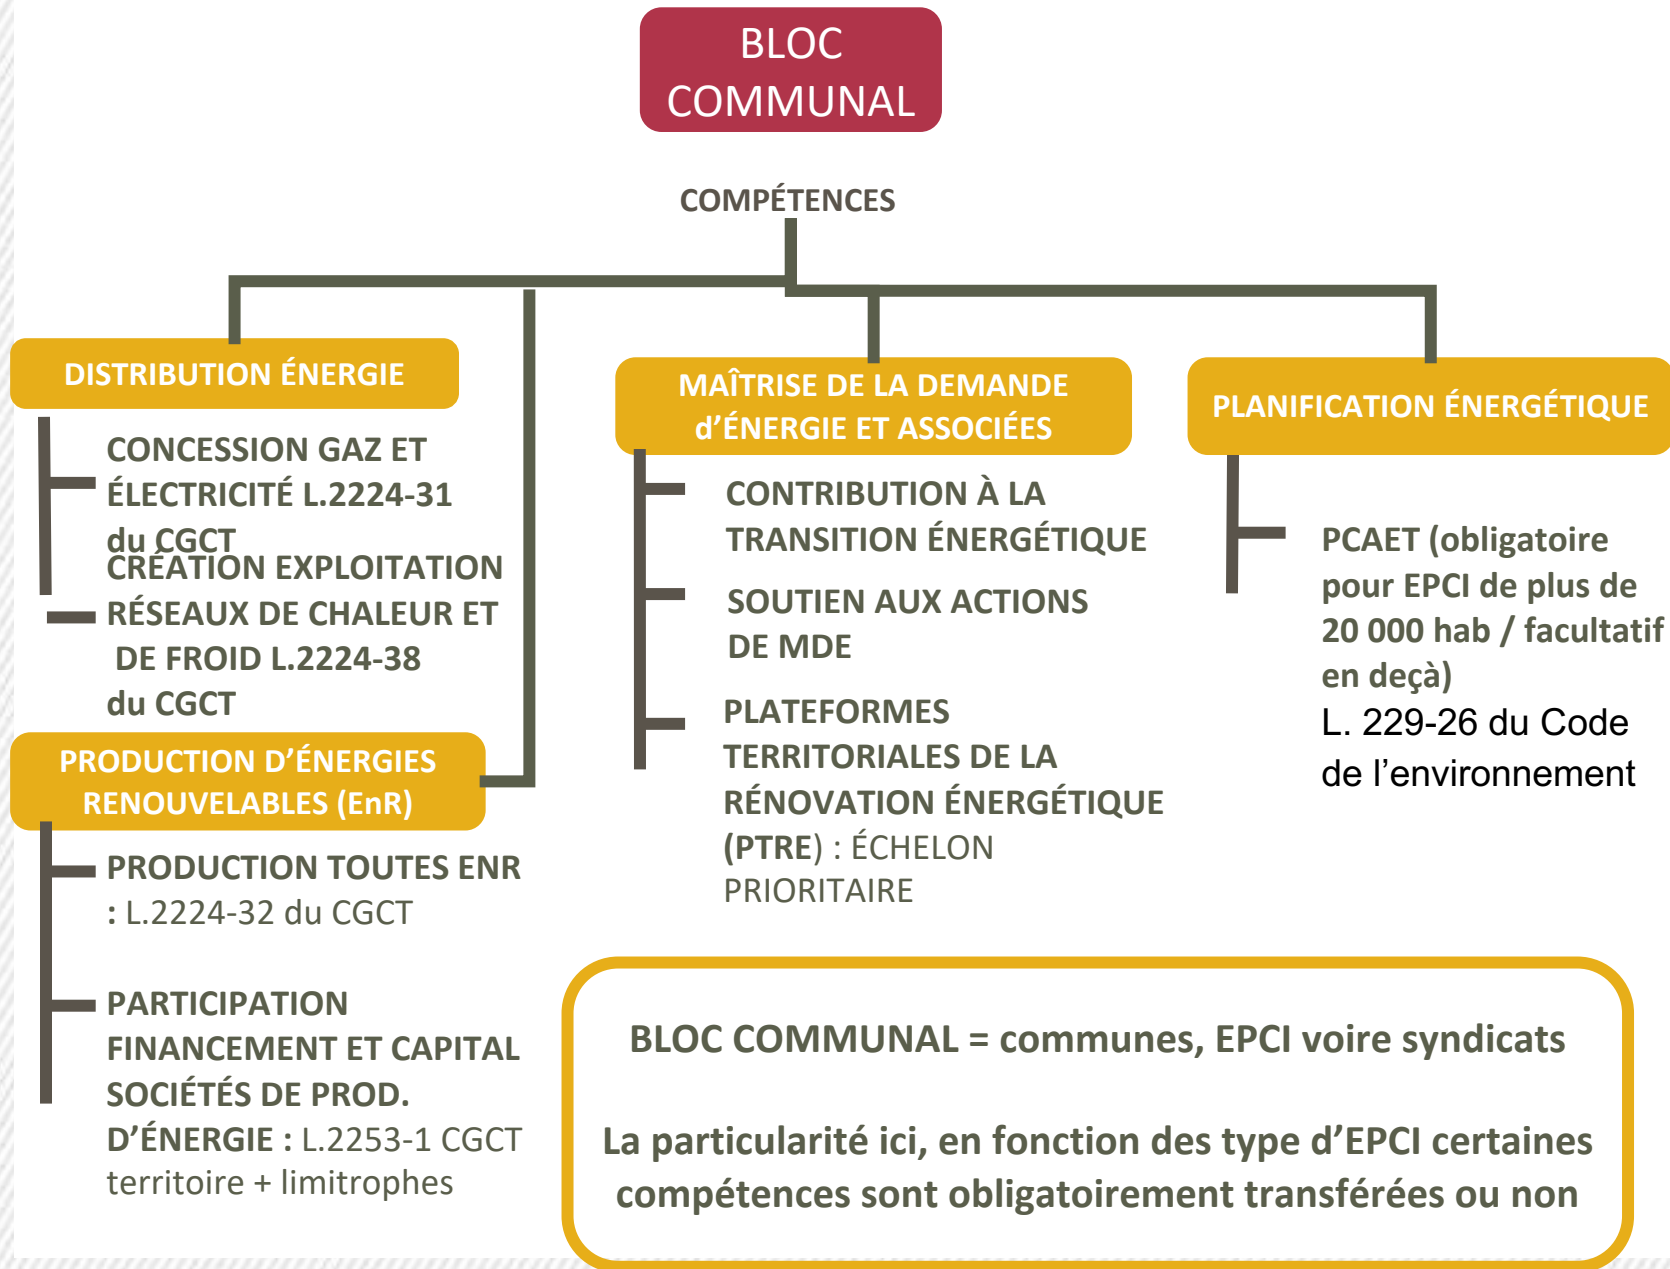 BLOC
COMMUNAL
COMPÉTENCES
DISTRIBUTION ÉNERGIE
CONCESSION GAZ ET
ÉLECTRICITÉ L.2224-31
du CGCT
CRÉATION EXPLOITATION
RÉSEAUX DE CHALEUR ET
DE FROID L.2224-38
du CGCT
PRODUCTION D’ÉNERGIES
RENOUVELABLES (EnR)
PRODUCTION TOUTES ENR
: L.2224-32 du CGCT
PARTICIPATION
FINANCEMENT ET CAPITAL
SOCIÉTÉS DE PROD.
D’ÉNERGIE : L.2253-1 CGCT
territoire + limitrophes
MAÎTRISE DE LA DEMANDE
d’ÉNERGIE ET ASSOCIÉES
CONTRIBUTION À LA
TRANSITION ÉNERGÉTIQUE
SOUTIEN AUX ACTIONS
DE MDE
PLATEFORMES
TERRITORIALES DE LA
RÉNOVATION ÉNERGÉTIQUE
(PTRE) : ÉCHELON
PRIORITAIRE
PLANIFICATION ÉNERGÉTIQUE
PCAET (obligatoire
pour EPCI de plus de
20 000 hab / facultatif
en deçà)
L. 229-26 du Code
de l’environnement
BLOC COMMUNAL = communes, EPCI voire syndicats
La particularité ici, en fonction des type d’EPCI certaines
compétences sont obligatoirement transférées ou non